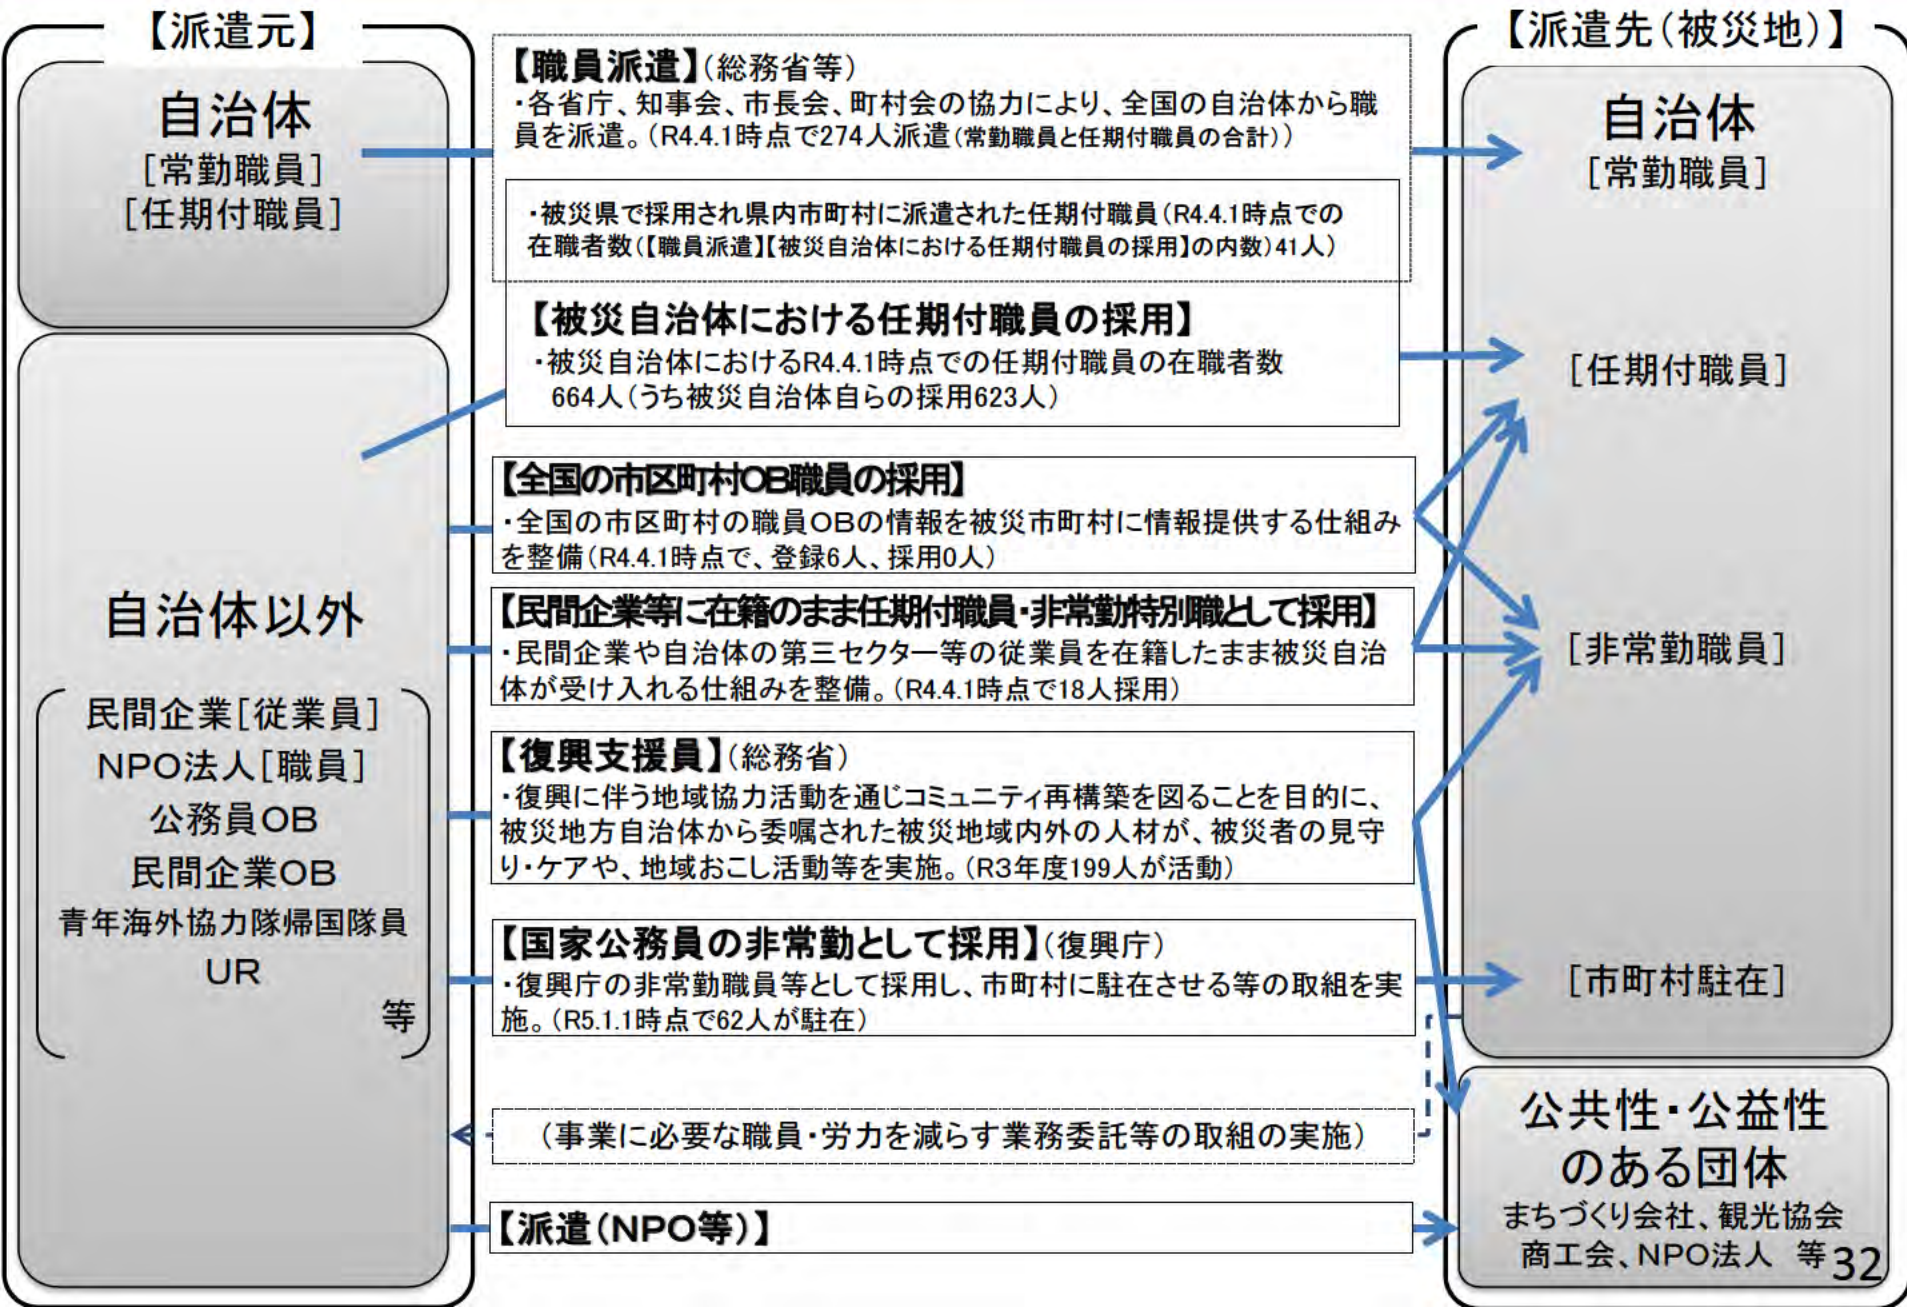 【派遣元】
自治体
[常勤職員]
[任期付職員]
自治体以外
民間企業[従業員]
NPO法人[職員]
公務員OB
民間企業OB
青年海外協力隊帰国隊員
UR
等
【職員派遣】(総務省等)
・各省庁、知事会、市長会、町村会の協力により、全国の自治体から職
員を派遣。(R4.4.1時点で274人派遣(常勤職員と任期付職員の合計))
・被災県で採用され県内市町村に派遣された任期付職員(R4.4.1時点での
在職者数(【職員派遣】【被災自治体における任期付職員の採用】の内数)41人)
【被災自治体における任期付職員の採用】
・被災自治体におけるR4.4.1時点での任期付職員の在職者数
664人(うち被災自治体自らの採用623人)
【全国の市区町村OB職員の採用】
・全国の市区町村の職員OBの情報を被災市町村に情報提供する仕組み
を整備(R4.4.1時点で、登録6人、採用0人)
【民間企業等に在籍のまま任期付職員・非常勤特別職として採用】
・民間企業や自治体の第三セクター等の従業員を在籍したまま被災自治
体が受け入れる仕組みを整備。(R4.4.1時点で18人採用)
【復興支援員】(総務省)
・復興に伴う地域協力活動を通じコミュニティ再構築を図ることを目的に、
被災地方自治体から委嘱された被災地域内外の人材が、被災者の見守
り・ケアや、地域おこし活動等を実施。(R3年度199人が活動)
【国家公務員の非常勤として採用】(復興庁)
・復興庁の非常勤職員等として採用し、市町村に駐在させる等の取組を実
施。(R5.1.1時点で62人が駐在)
(事業に必要な職員・労力を減らす業務委託等の取組の実施)
【派遣(NPO等)】
【派遣先(被災地)】
自治体
[常勤職員]
[任期付職員]
[非常勤職員]
[市町村駐在]
公共性・公益性
のある団体
まちづくり会社、観光協会
商工会、NPO法人 等
32